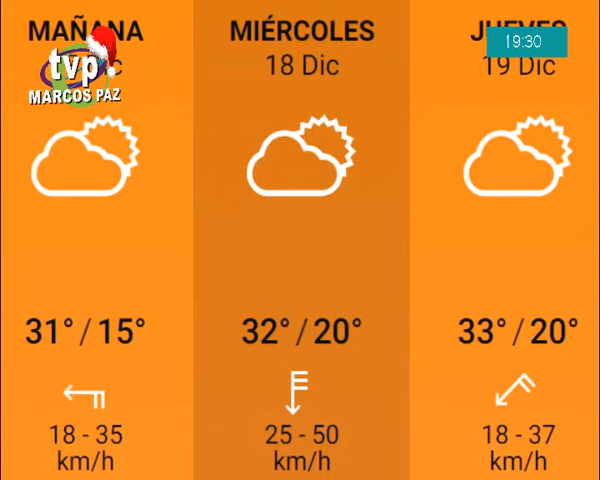 MAÑANA
MIÉRCOLES
18 Dic
JUEVES
19 Dic
19:30
tvp
MARCOS PAZ
31° / 15°
32° / 20°
33° / 20°
18 - 35
km/h
25 - 50
km/h
18 - 37
km/h